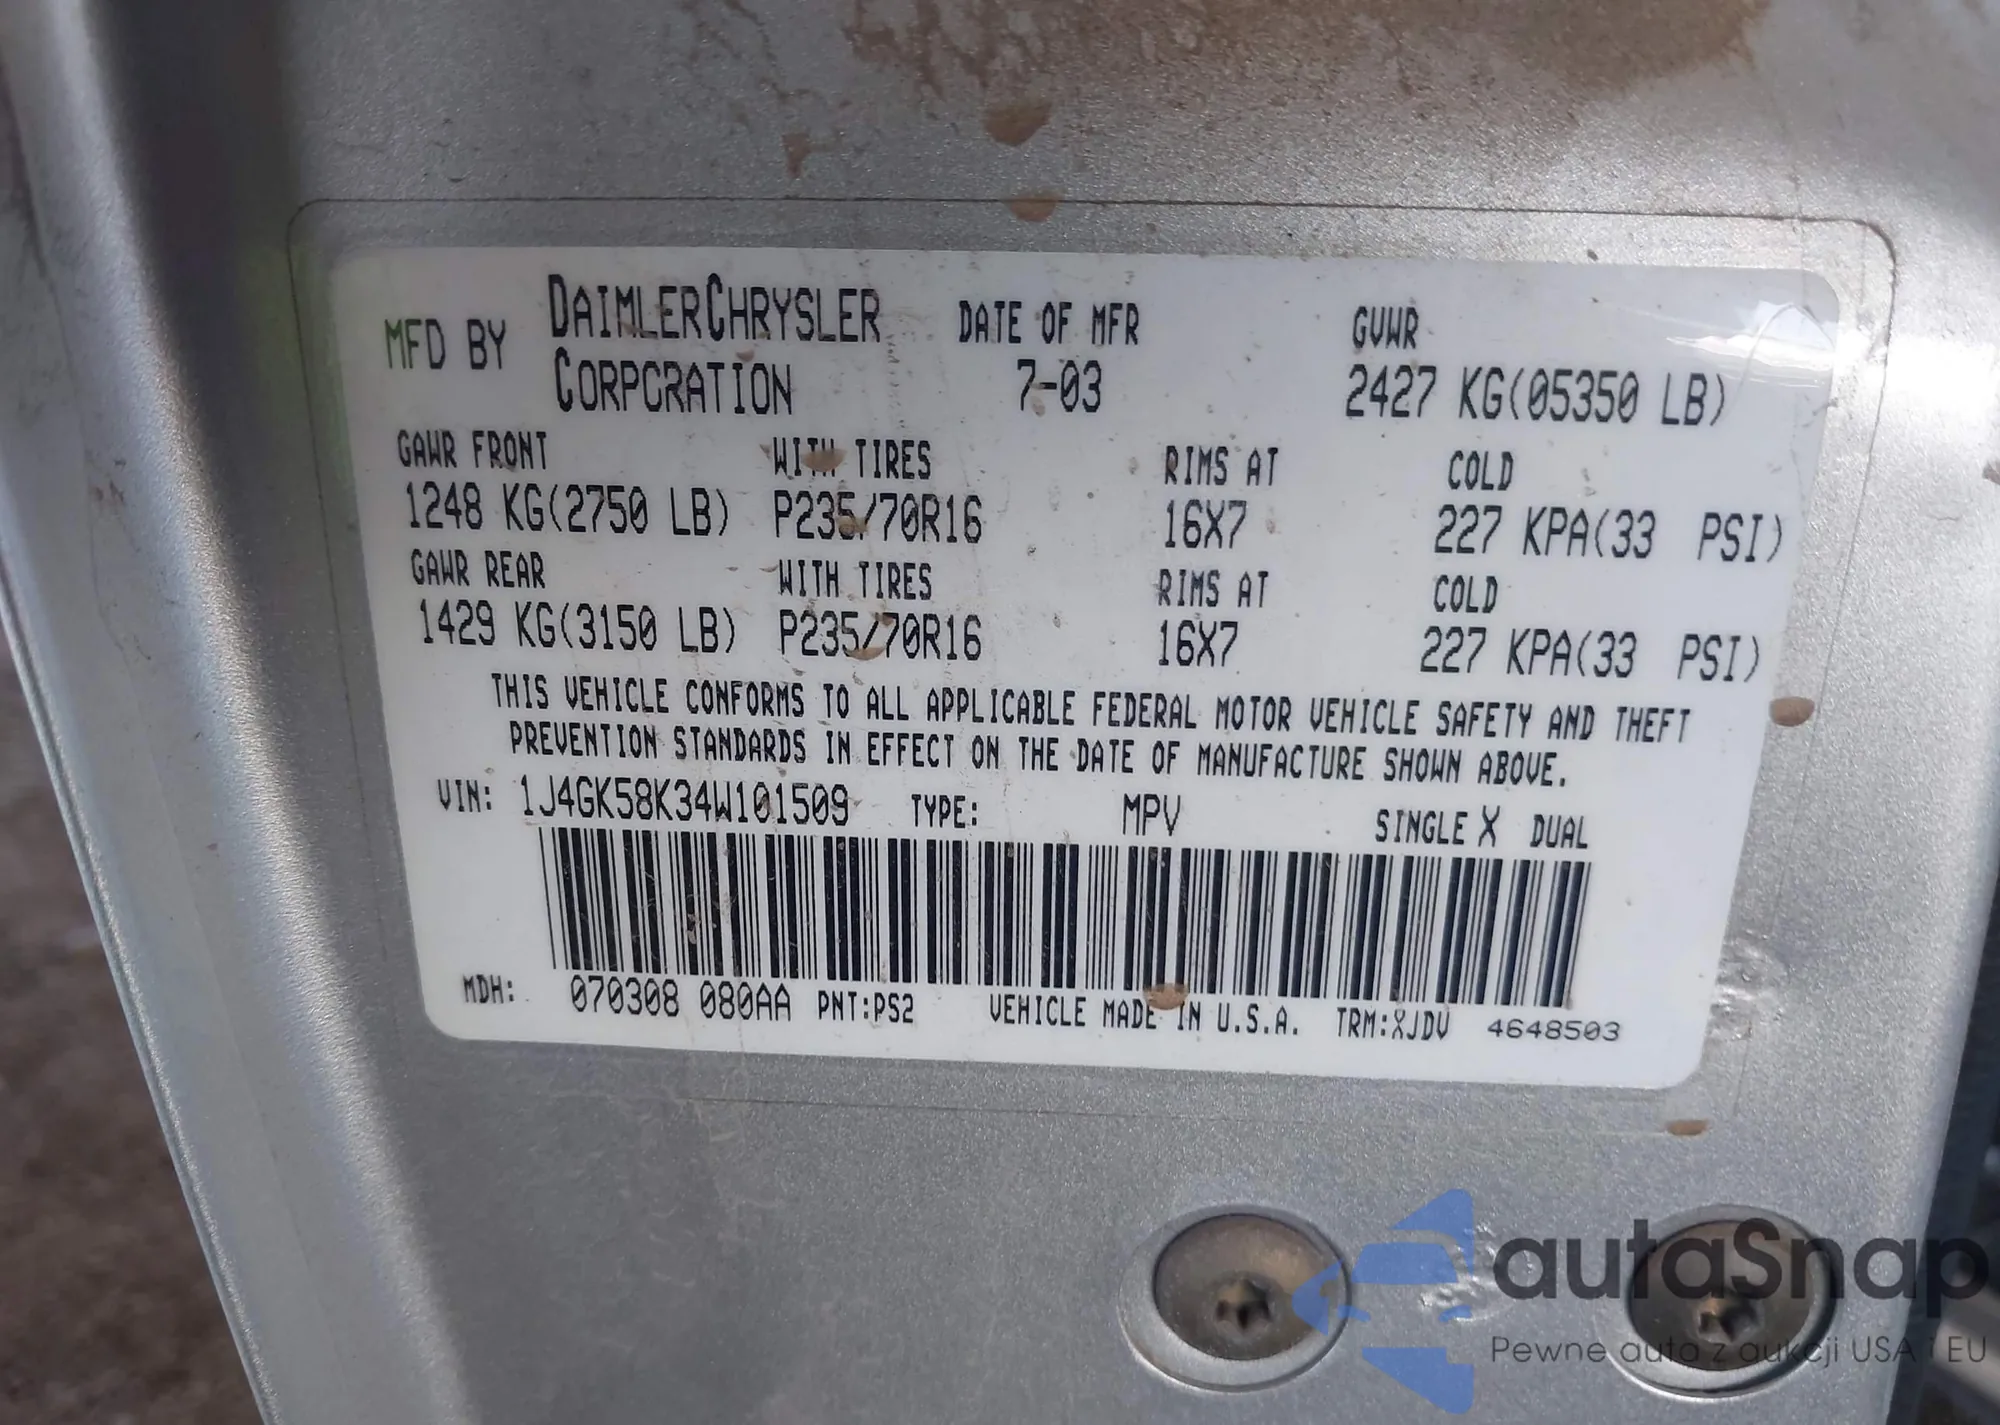 MFD BY DAIMLERCHRYSLER CORPORATION DATE OF MFR 7-03 GVWR 2427 KG(05350 LB)
GAWR FRONT WITH TIRES RIMS AT COLD
1248 KG(2750 LB) P235/70R16 16X7 227 KPA(33 PSI)
GAWR REAR WITH TIRES RIMS AT COLD
1429 KG(3150 LB) P235/70R16 16X7 227 KPA(33 PSI)
THIS VEHICLE CONFORMS TO ALL APPLICABLE FEDERAL MOTOR VEHICLE SAFETY AND THEFT
PREVENTION STANDARDS IN EFFECT ON THE DATE OF MANUFACTURE SHOWN ABOVE.
VIN: 1J4GK58K34W101509 TYPE: MPV SINGLE X DUAL
MDH: 070308 080AA PNT:PS2 VEHICLE MADE IN U.S.A. TRM:XJDV 4648503
autaSnap
Pewne auta z aukcji USA i EU